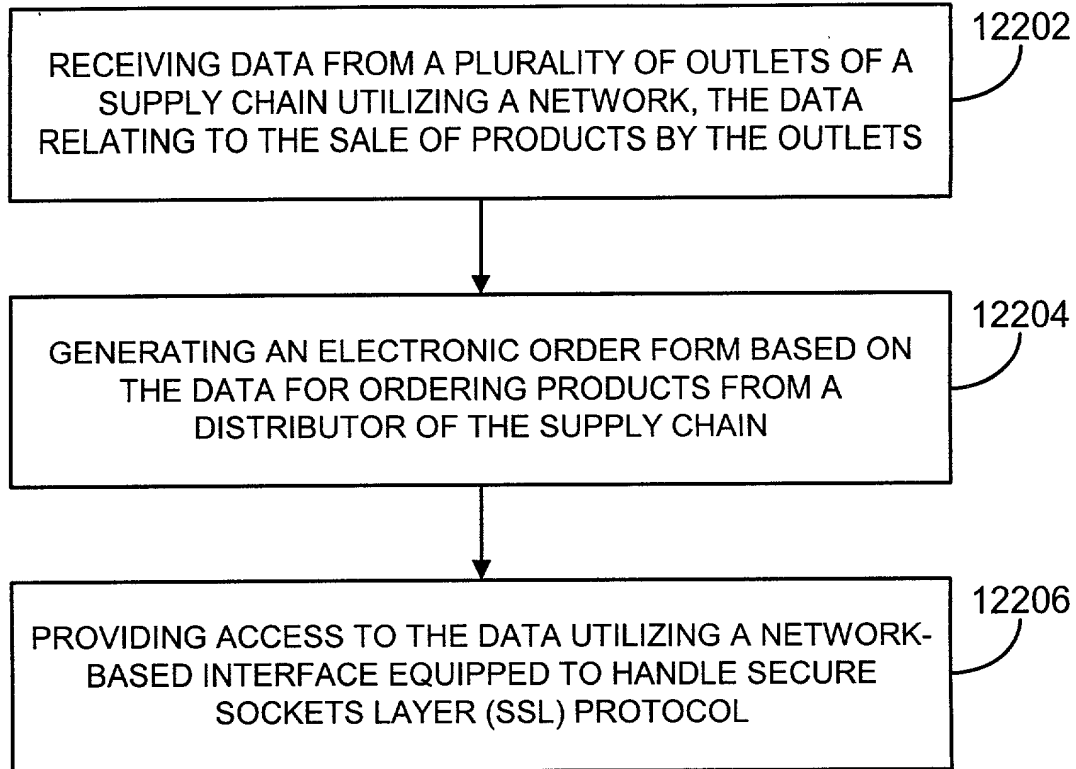 12202
RECEIVING DATA FROM A PLURALITY OF OUTLETS OF A
SUPPLY CHAIN UTILIZING A NETWORK, THE DATA
RELATING TO THE SALE OF PRODUCTS BY THE OUTLETS
12204
GENERATING AN ELECTRONIC ORDER FORM BASED ON
THE DATA FOR ORDERING PRODUCTS FROM A
DISTRIBUTOR OF THE SUPPLY CHAIN
12206
PROVIDING ACCESS TO THE DATA UTILIZING A NETWORK-
BASED INTERFACE EQUIPPED TO HANDLE SECURE
SOCKETS LAYER (SSL) PROTOCOL